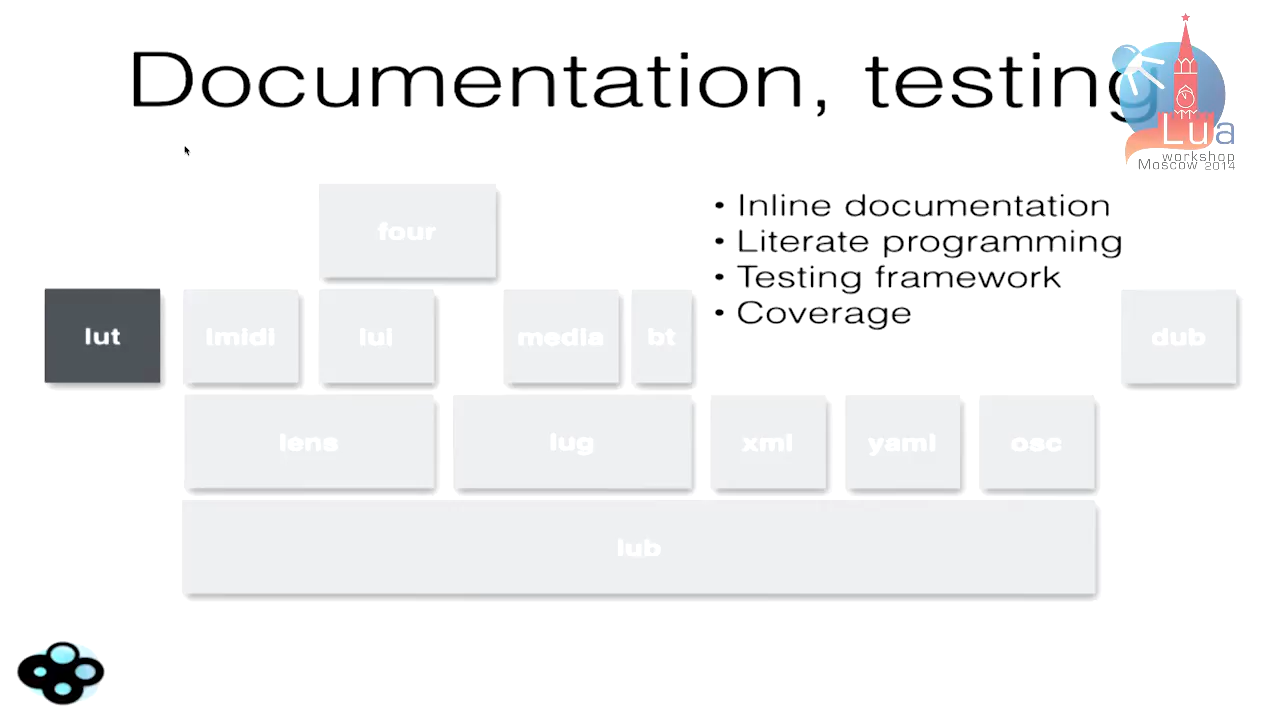 Documentation, testing
Lua
workshop
Moscow 2014
• Inline documentation
• Literate programming
• Testing framework
• Coverage
four
lut
lmidi
lui
media
bt
dub
lens
lug
xml
yaml
osc
lub